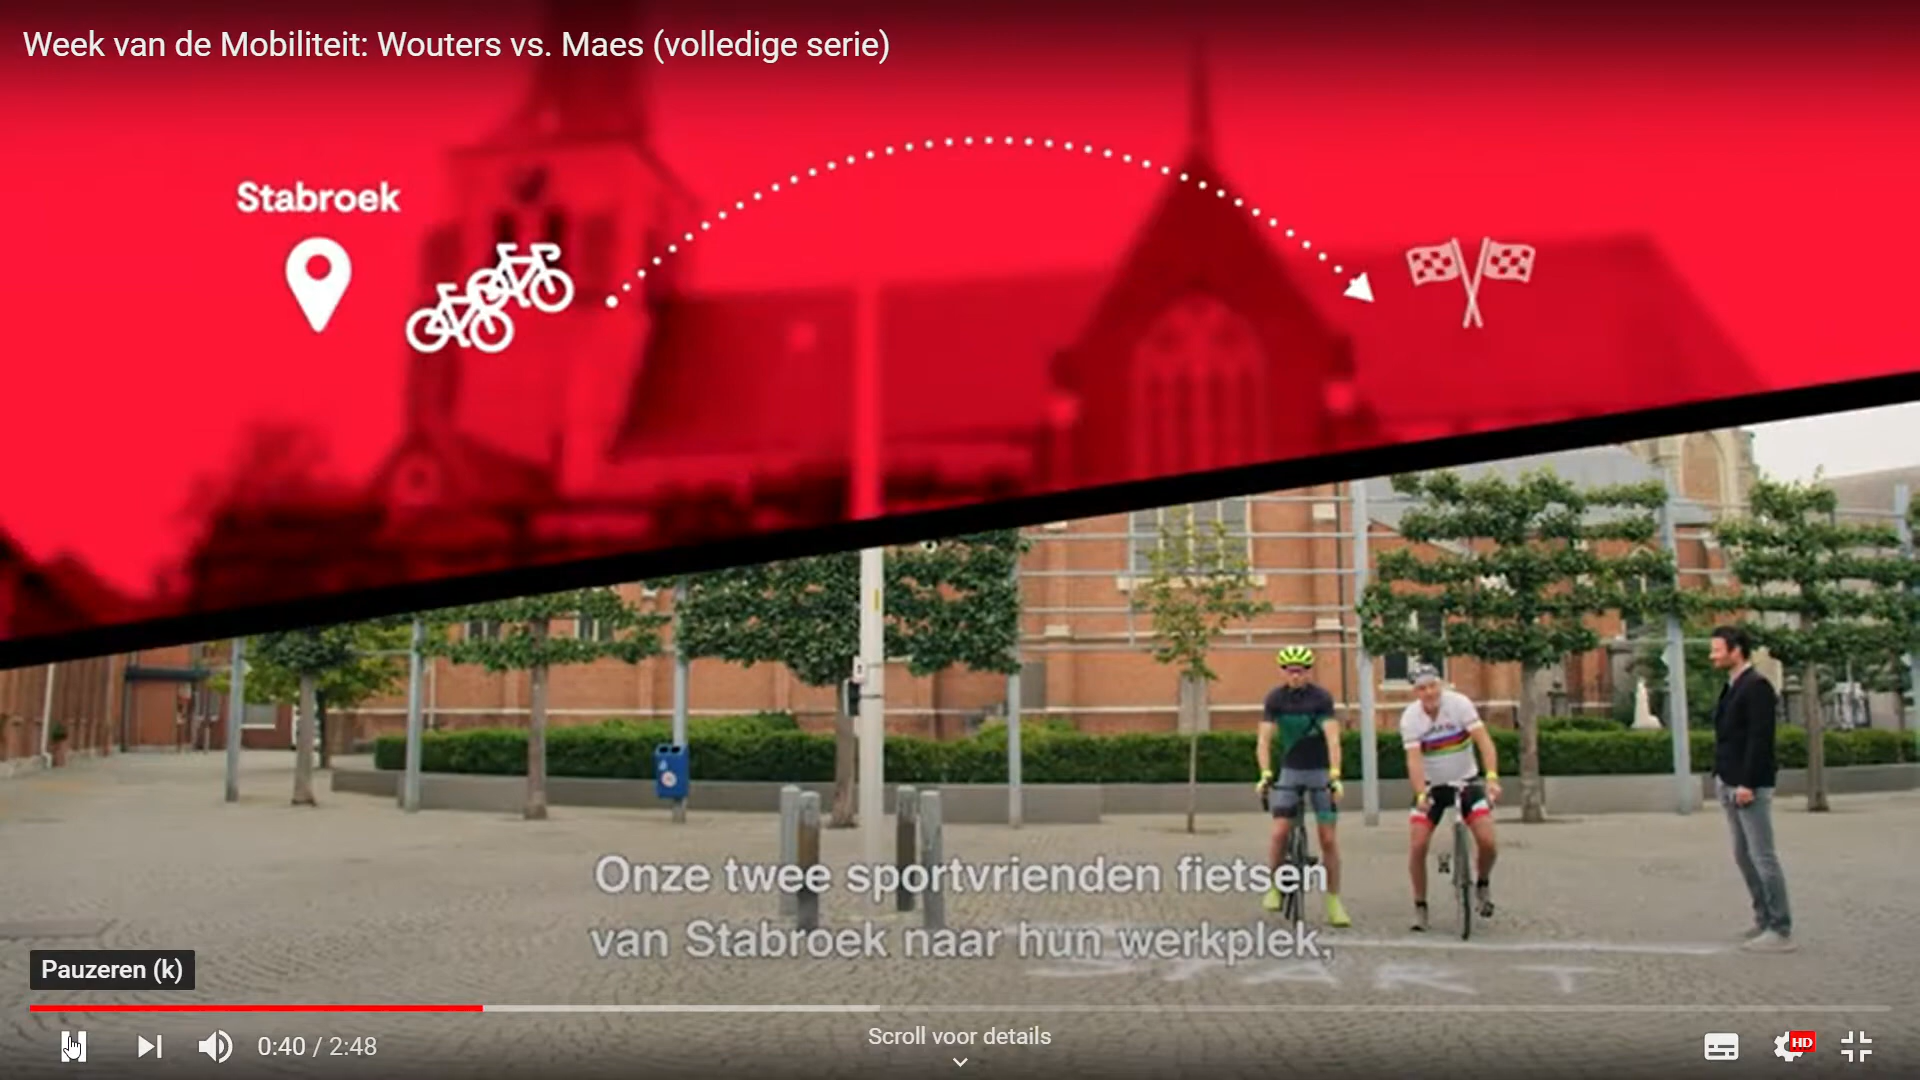 Week van de Mobiliteit: Wouters vs. Maes (volledige serie)
Stabroek
Onze twee sportvrienden fietsen
van Stabroek naar hun werkplek,
START
Pauzeren (k)
0:40 / 2:48
Scroll voor details
HD